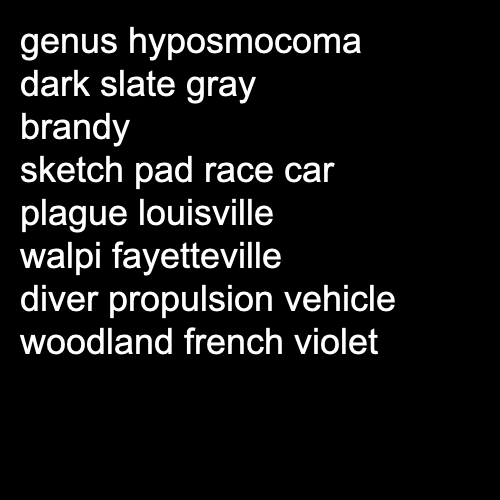 genus hyposmocoma
dark slate gray
brandy
sketch pad race car
plague louisville
walpi fayetteville
diver propulsion vehicle
woodland french violet